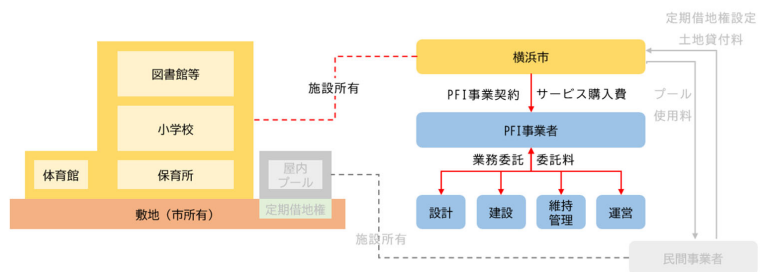 定期借地権設定
土地貸付料
図書館等
横浜市
施設所有
PFI事業契約
サービス購入費
プール
使用料
小学校
PFI事業者
体育館
保育所
屋内
プール
業務委託
委託料
敷地（市所有）
定期借地権
設計
建設
維持
管理
運営
施設所有
民間事業者